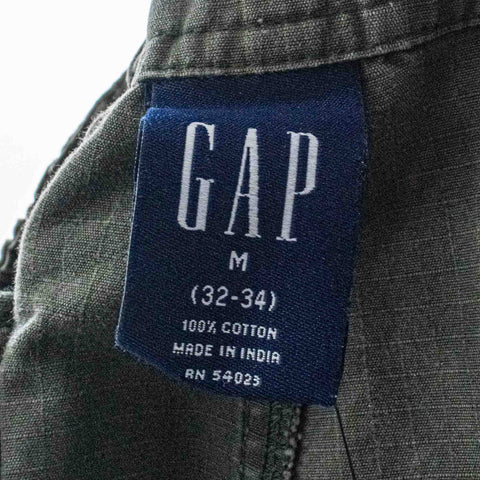 GAP
M
(32-34)
100% COTTON
MADE IN INDIA
RN 54023